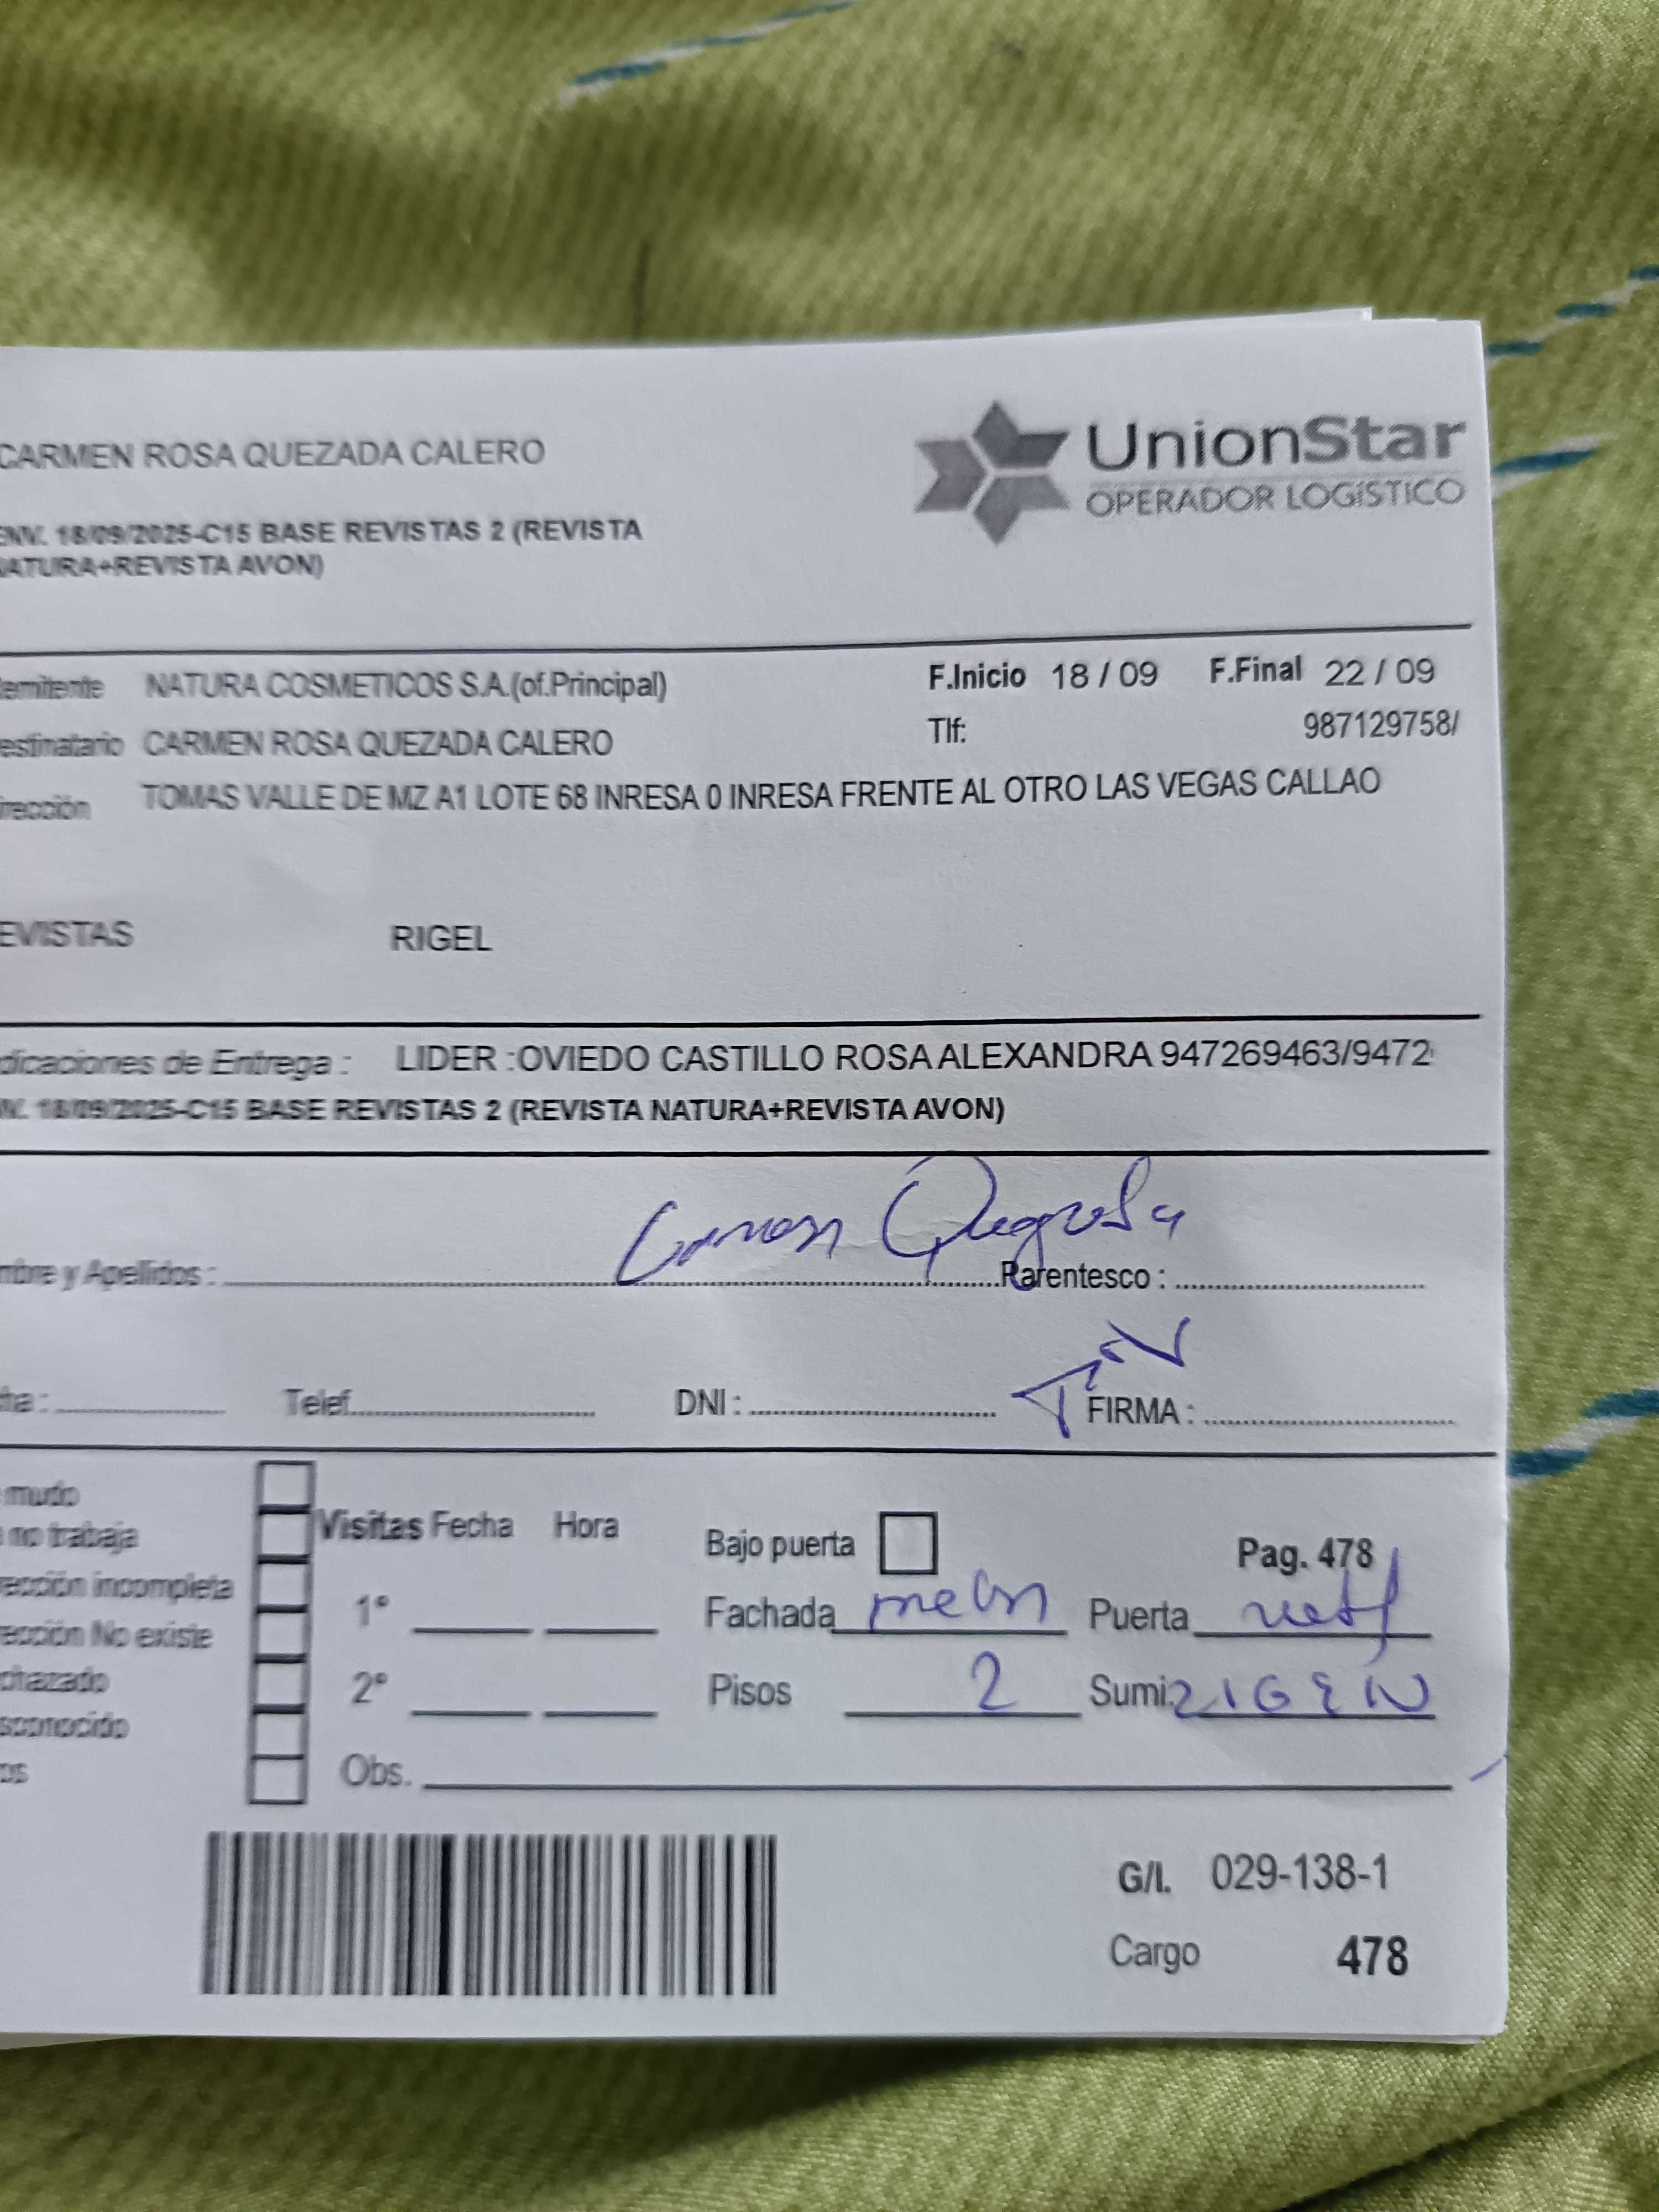 CARMEN ROSA QUEZADA CALERO
UnionStar
OPERADOR LOGÍSTICO
ENV. 18/09/2025-C15 BASE REVISTAS 2 (REVISTA
NATURA+REVISTA AVON)
emitente NATURA COSMETICOS S.A.(of.Principal) F.Inicio 18 / 09 F.Final 22 / 09
estinatario CARMEN ROSA QUEZADA CALERO Tlf: 987129758/
irección TOMAS VALLE DE MZ A1 LOTE 68 INRESA 0 INRESA FRENTE AL OTRO LAS VEGAS CALLAO
EVISTAS RIGEL
dicaciones de Entrega : LIDER :OVIEDO CASTILLO ROSA ALEXANDRA 947269463/9472
NV. 18/09/2025-C15 BASE REVISTAS 2 (REVISTA NATURA+REVISTA AVON)
Carmen Quezada
mbre y Apellidos : Parentesco :
ha : Telef. DNI : FIRMA :
mudo
no trabaja
Visitas Fecha Hora Bajo puerta Pag. 478
ección incompleta
1° Fachada Puerta
ección No existe
chazado
2° Pisos 2 Sumi.
sconocido
os Obs.
G/I. 029-138-1
Cargo 478